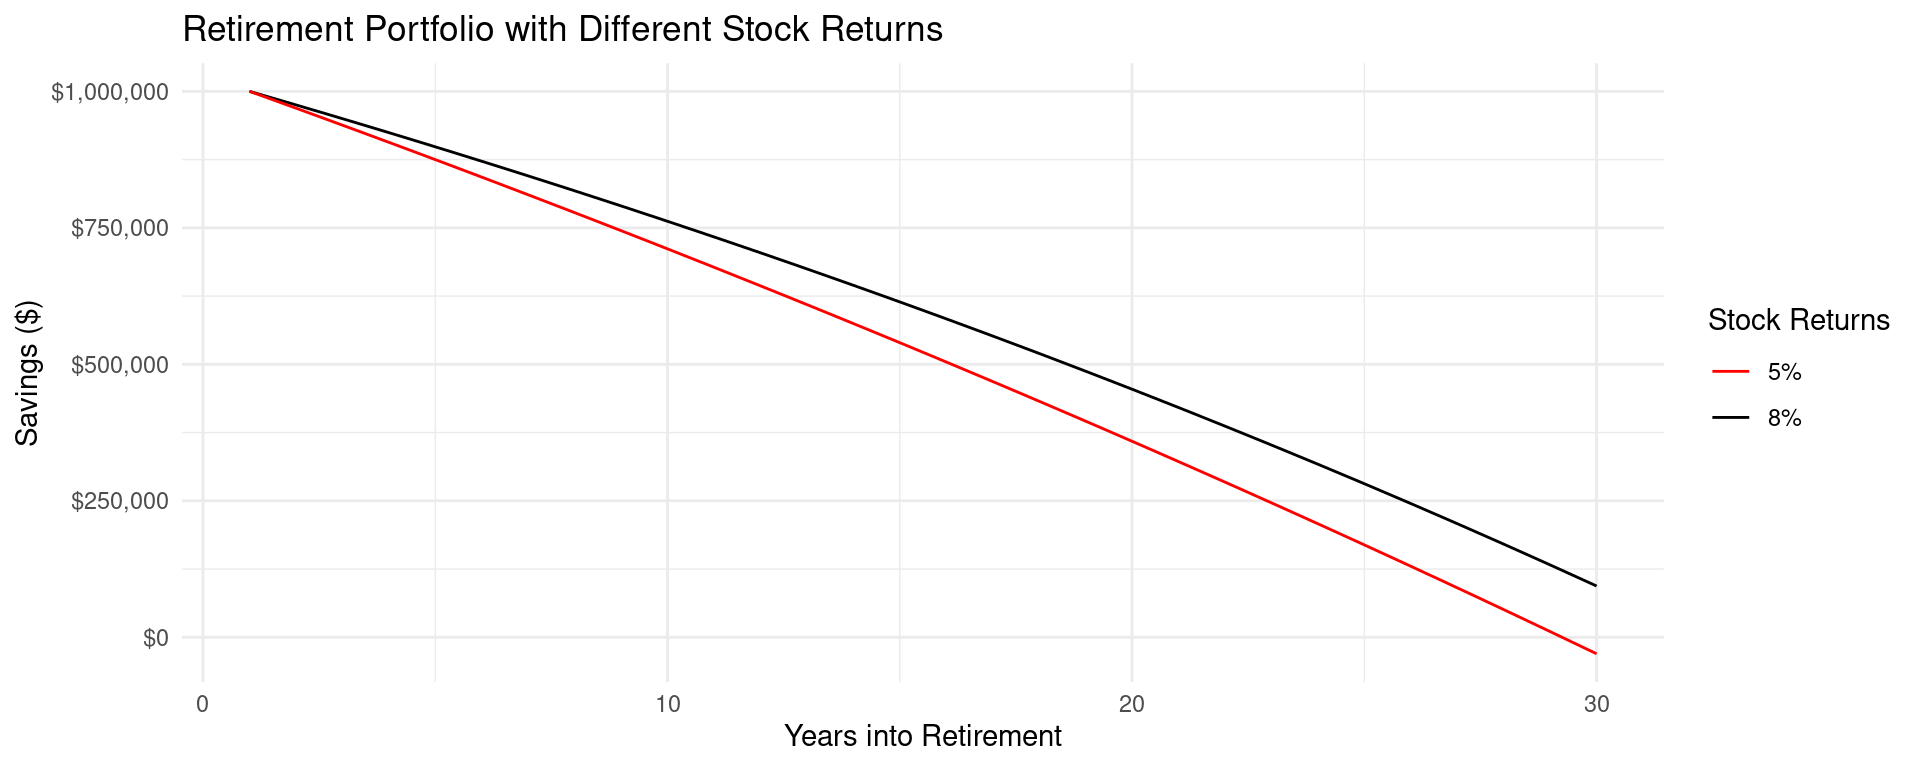 Retirement Portfolio with Different Stock Returns
$1,000,000
$750,000
$500,000
$250,000
$0
Savings ($)
0
10
20
30
Years into Retirement
Stock Returns
5%
8%